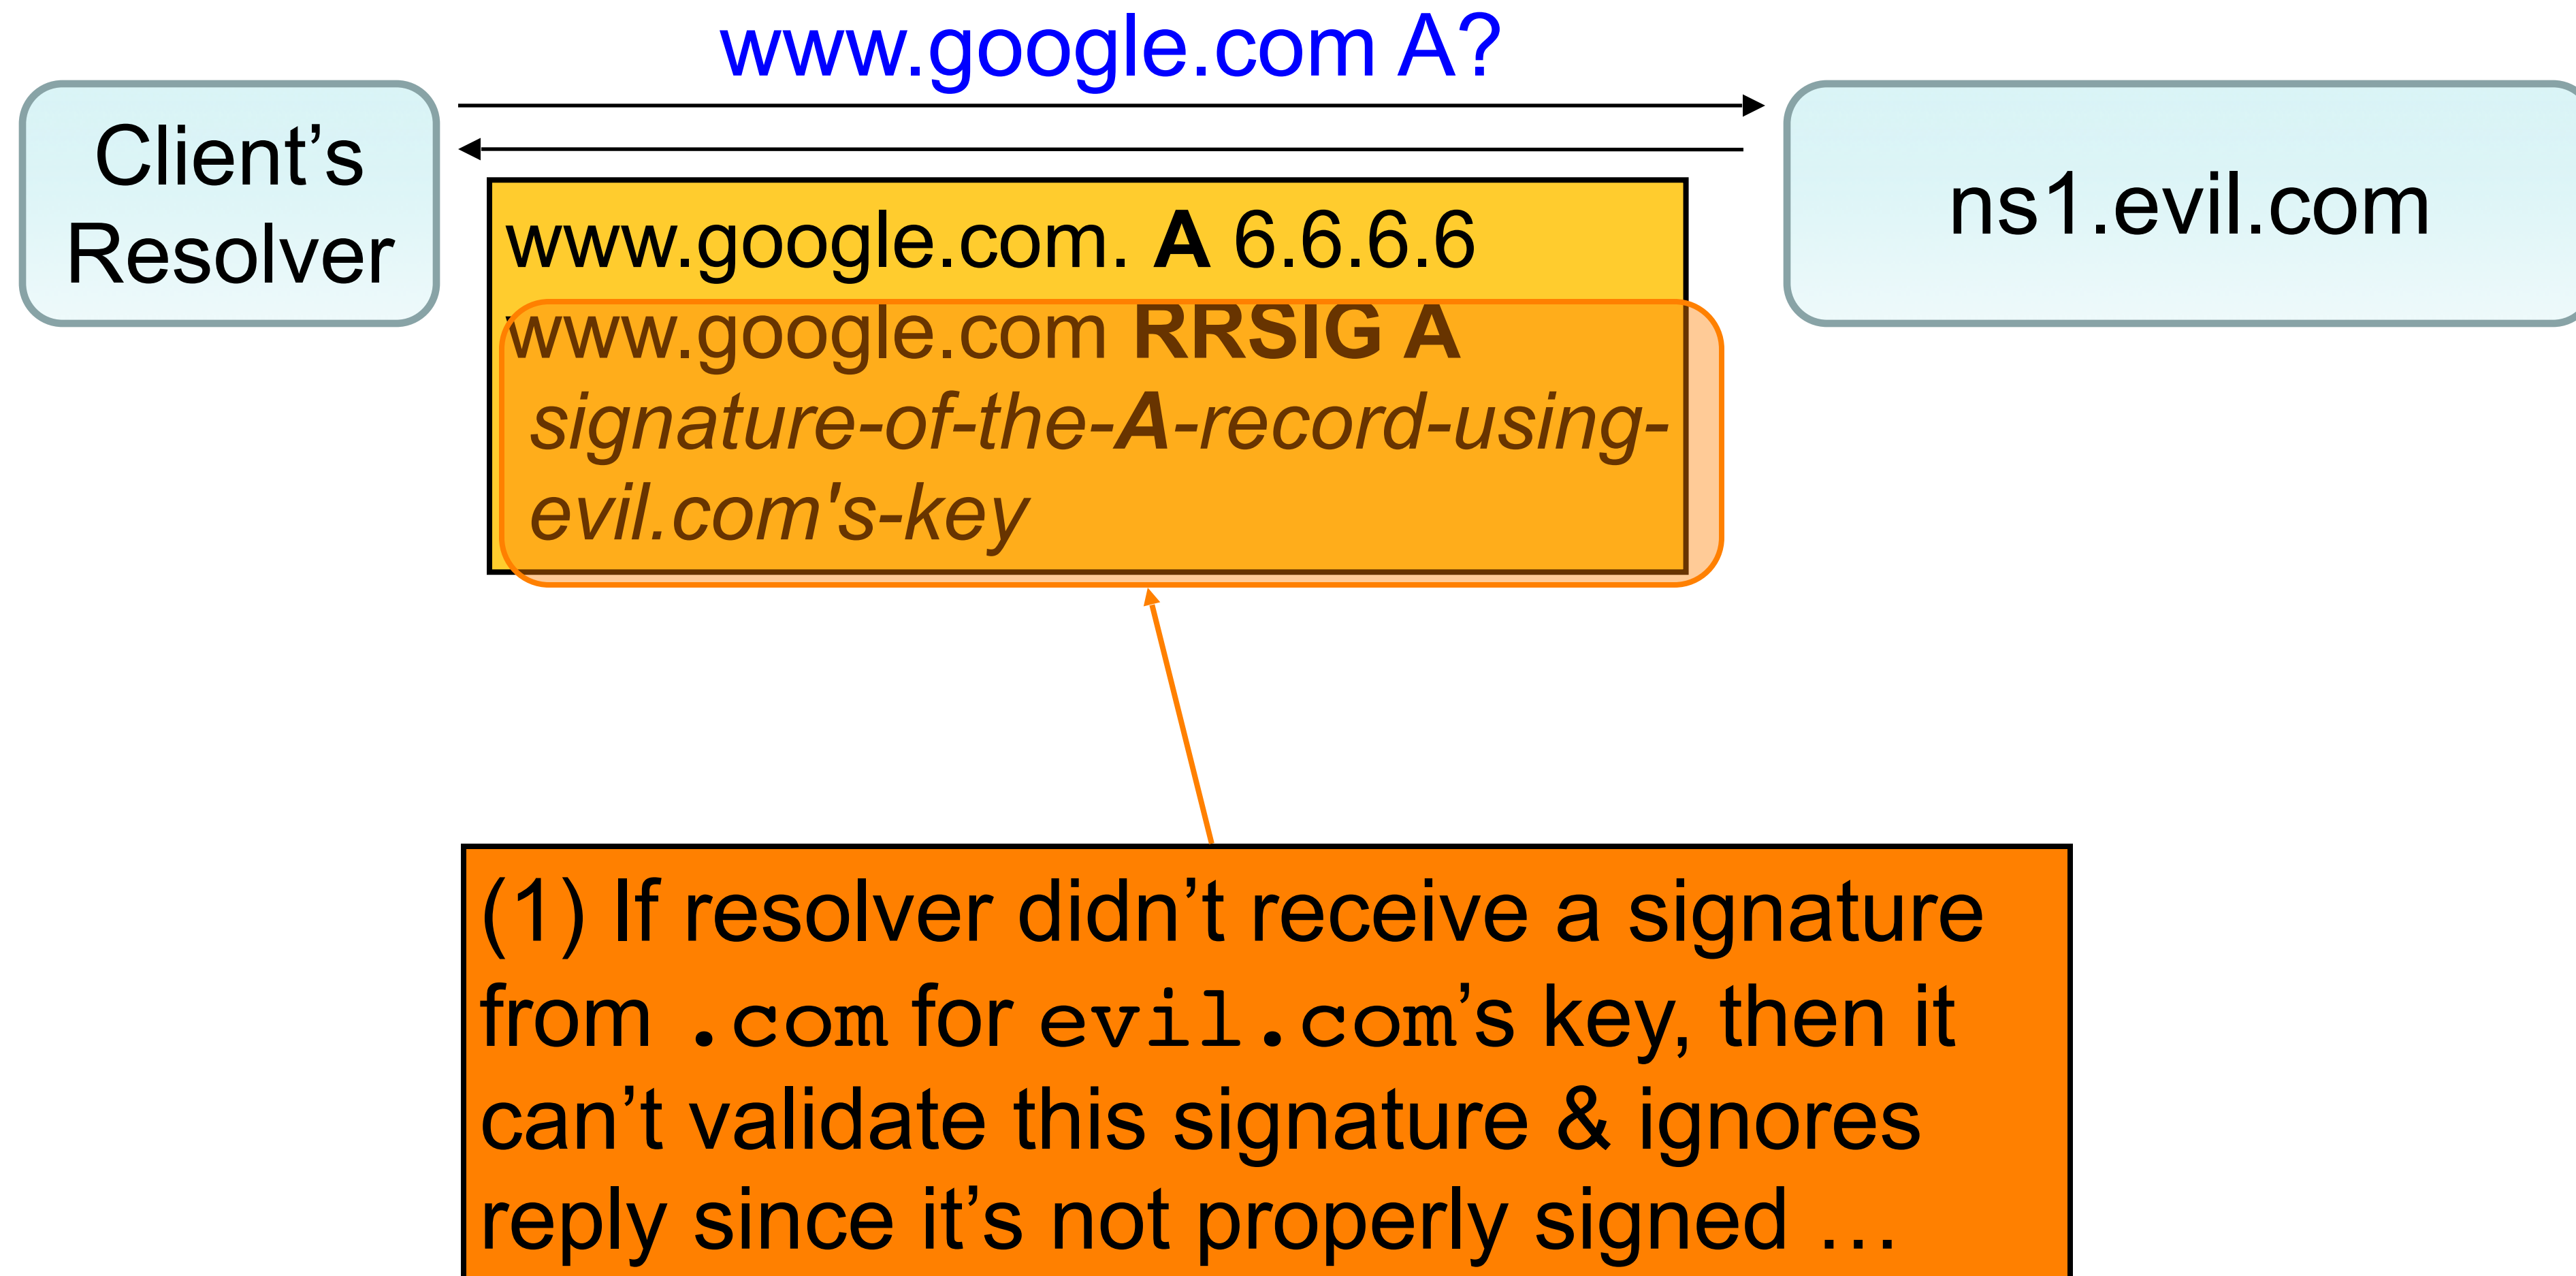 www.google.com A?
Client’s
Resolver
www.google.com. A 6.6.6.6
www.google.com RRSIG A
signature-of-the-A-record-using-
evil.com's-key
ns1.evil.com
(1) If resolver didn’t receive a signature
from .com for evil.com’s key, then it
can’t validate this signature & ignores
reply since it’s not properly signed …